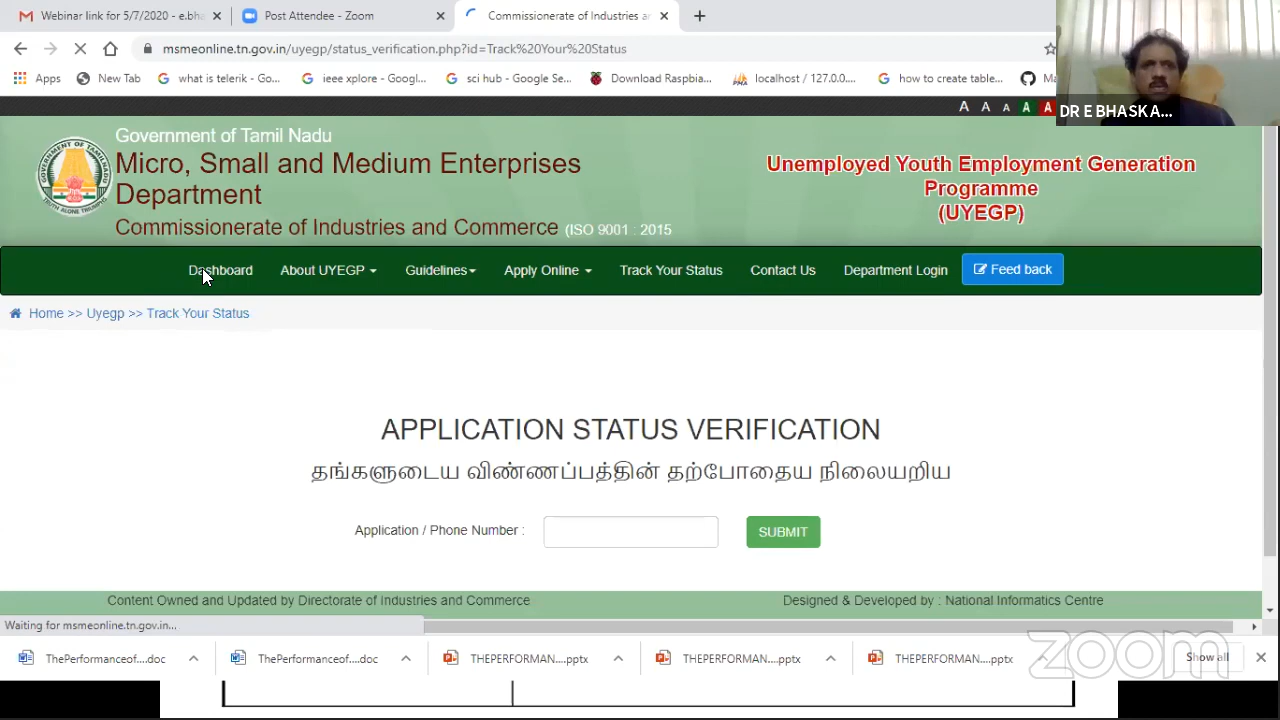 Webinar link for 5/7/2020 - e.bha
Post Attendee - Zoom
Commissionerate of Industries an
msmeonline.tn.gov.in/uyegp/status_verification.php?id=Track%20Your%20Status
Apps
New Tab
what is telerik - Go...
ieee xplore - Googl...
sci hub - Google Se...
Download Raspbia...
localhost / 127.0.0....
how to create table...
Ma
A A A A A
DR E BHASK A...
Government of Tamil Nadu
Micro, Small and Medium Enterprises
Department
Commissionerate of Industries and Commerce (ISO 9001 : 2015
Unemployed Youth Employment Generation
Programme
(UYEGP)
Dashboard
About UYEGP
Guidelines
Apply Online
Track Your Status
Contact Us
Department Login
Feed back
Home >> Uyegp >> Track Your Status
APPLICATION STATUS VERIFICATION
தங்களுடைய விண்ணப்பத்தின் தற்போதைய நிலையறிய
Application / Phone Number :
SUBMIT
Content Owned and Updated by Directorate of Industries and Commerce
Designed & Developed by : National Informatics Centre
Waiting for msmeonline.tn.gov.in...
ThePerformanceof....doc
ThePerformanceof....doc
THEPERFORMAN....pptx
THEPERFORMAN....pptx
THEPERFORMAN....pptx
Show all
zoom